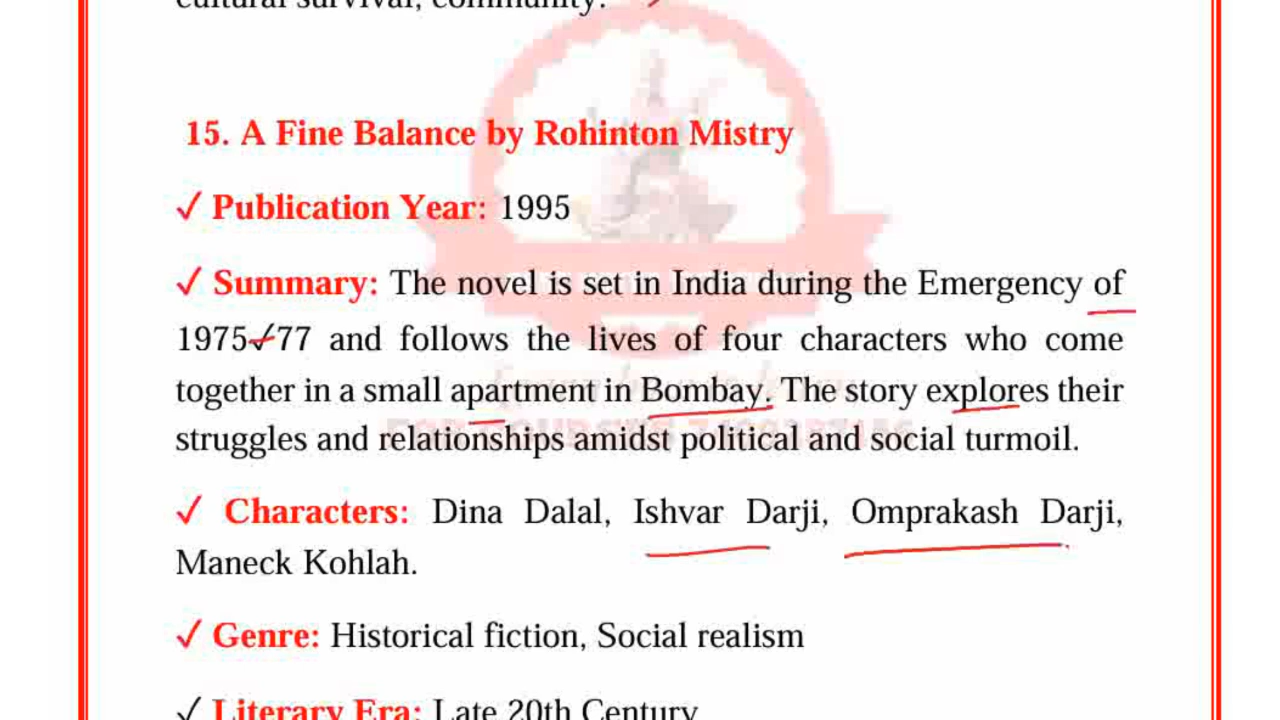 cultural survival, community.
15. A Fine Balance by Rohinton Mistry
✓ Publication Year: 1995
✓ Summary: The novel is set in India during the Emergency of
1975✓77 and follows the lives of four characters who come
together in a small apartment in Bombay. The story explores their
struggles and relationships amidst political and social turmoil.
✓ Characters: Dina Dalal, Ishvar Darji, Omprakash Darji,
Maneck Kohlah.
✓ Genre: Historical fiction, Social realism
✓ Literary Era: Late 20th Century